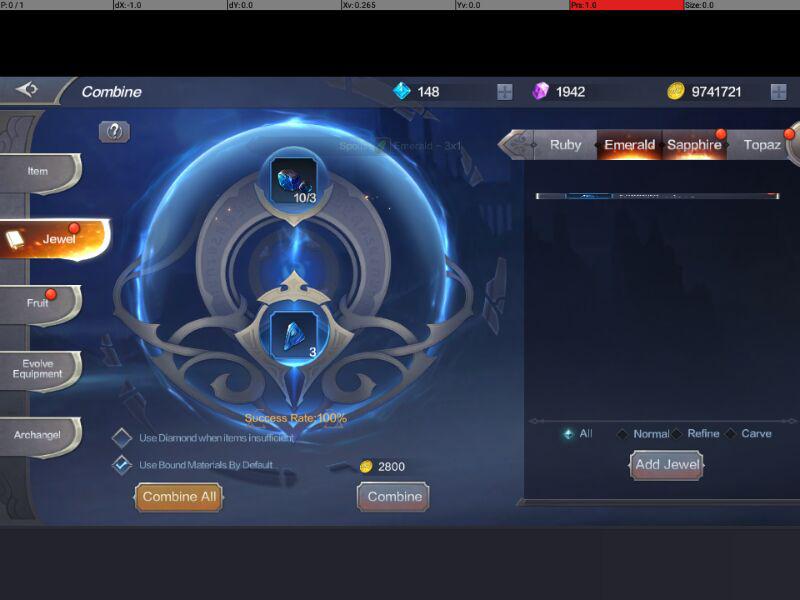 P: 0 / 1 dX: -1.0 dY: 0.0 Xv: 0.265 Yv: 0.0 Prs: 1.0 Size: 0.0
Combine 148 1942 9741721
Ruby Emerald Sapphire Topaz
Emerald - 3x1
Item
10/3
Jewel
Fruit
3
Evolve
Equipment
Archangel
Success Rate:100%
Use Diamond when items insufficient
All Normal Refine Carve
Use Bound Materials By Default 2800
Add Jewel
Combine All Combine